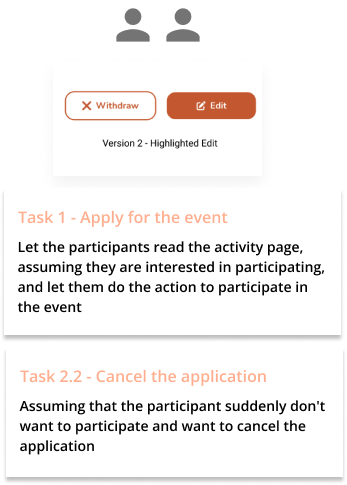 Withdraw
Edit
Version 2 - Highlighted Edit
Task 1 - Apply for the event
Let the participants read the activity page,
assuming they are interested in participating,
and let them do the action to participate in
the event
Task 2.2 - Cancel the application
Assuming that the participant suddenly don't
want to participate and want to cancel the
application